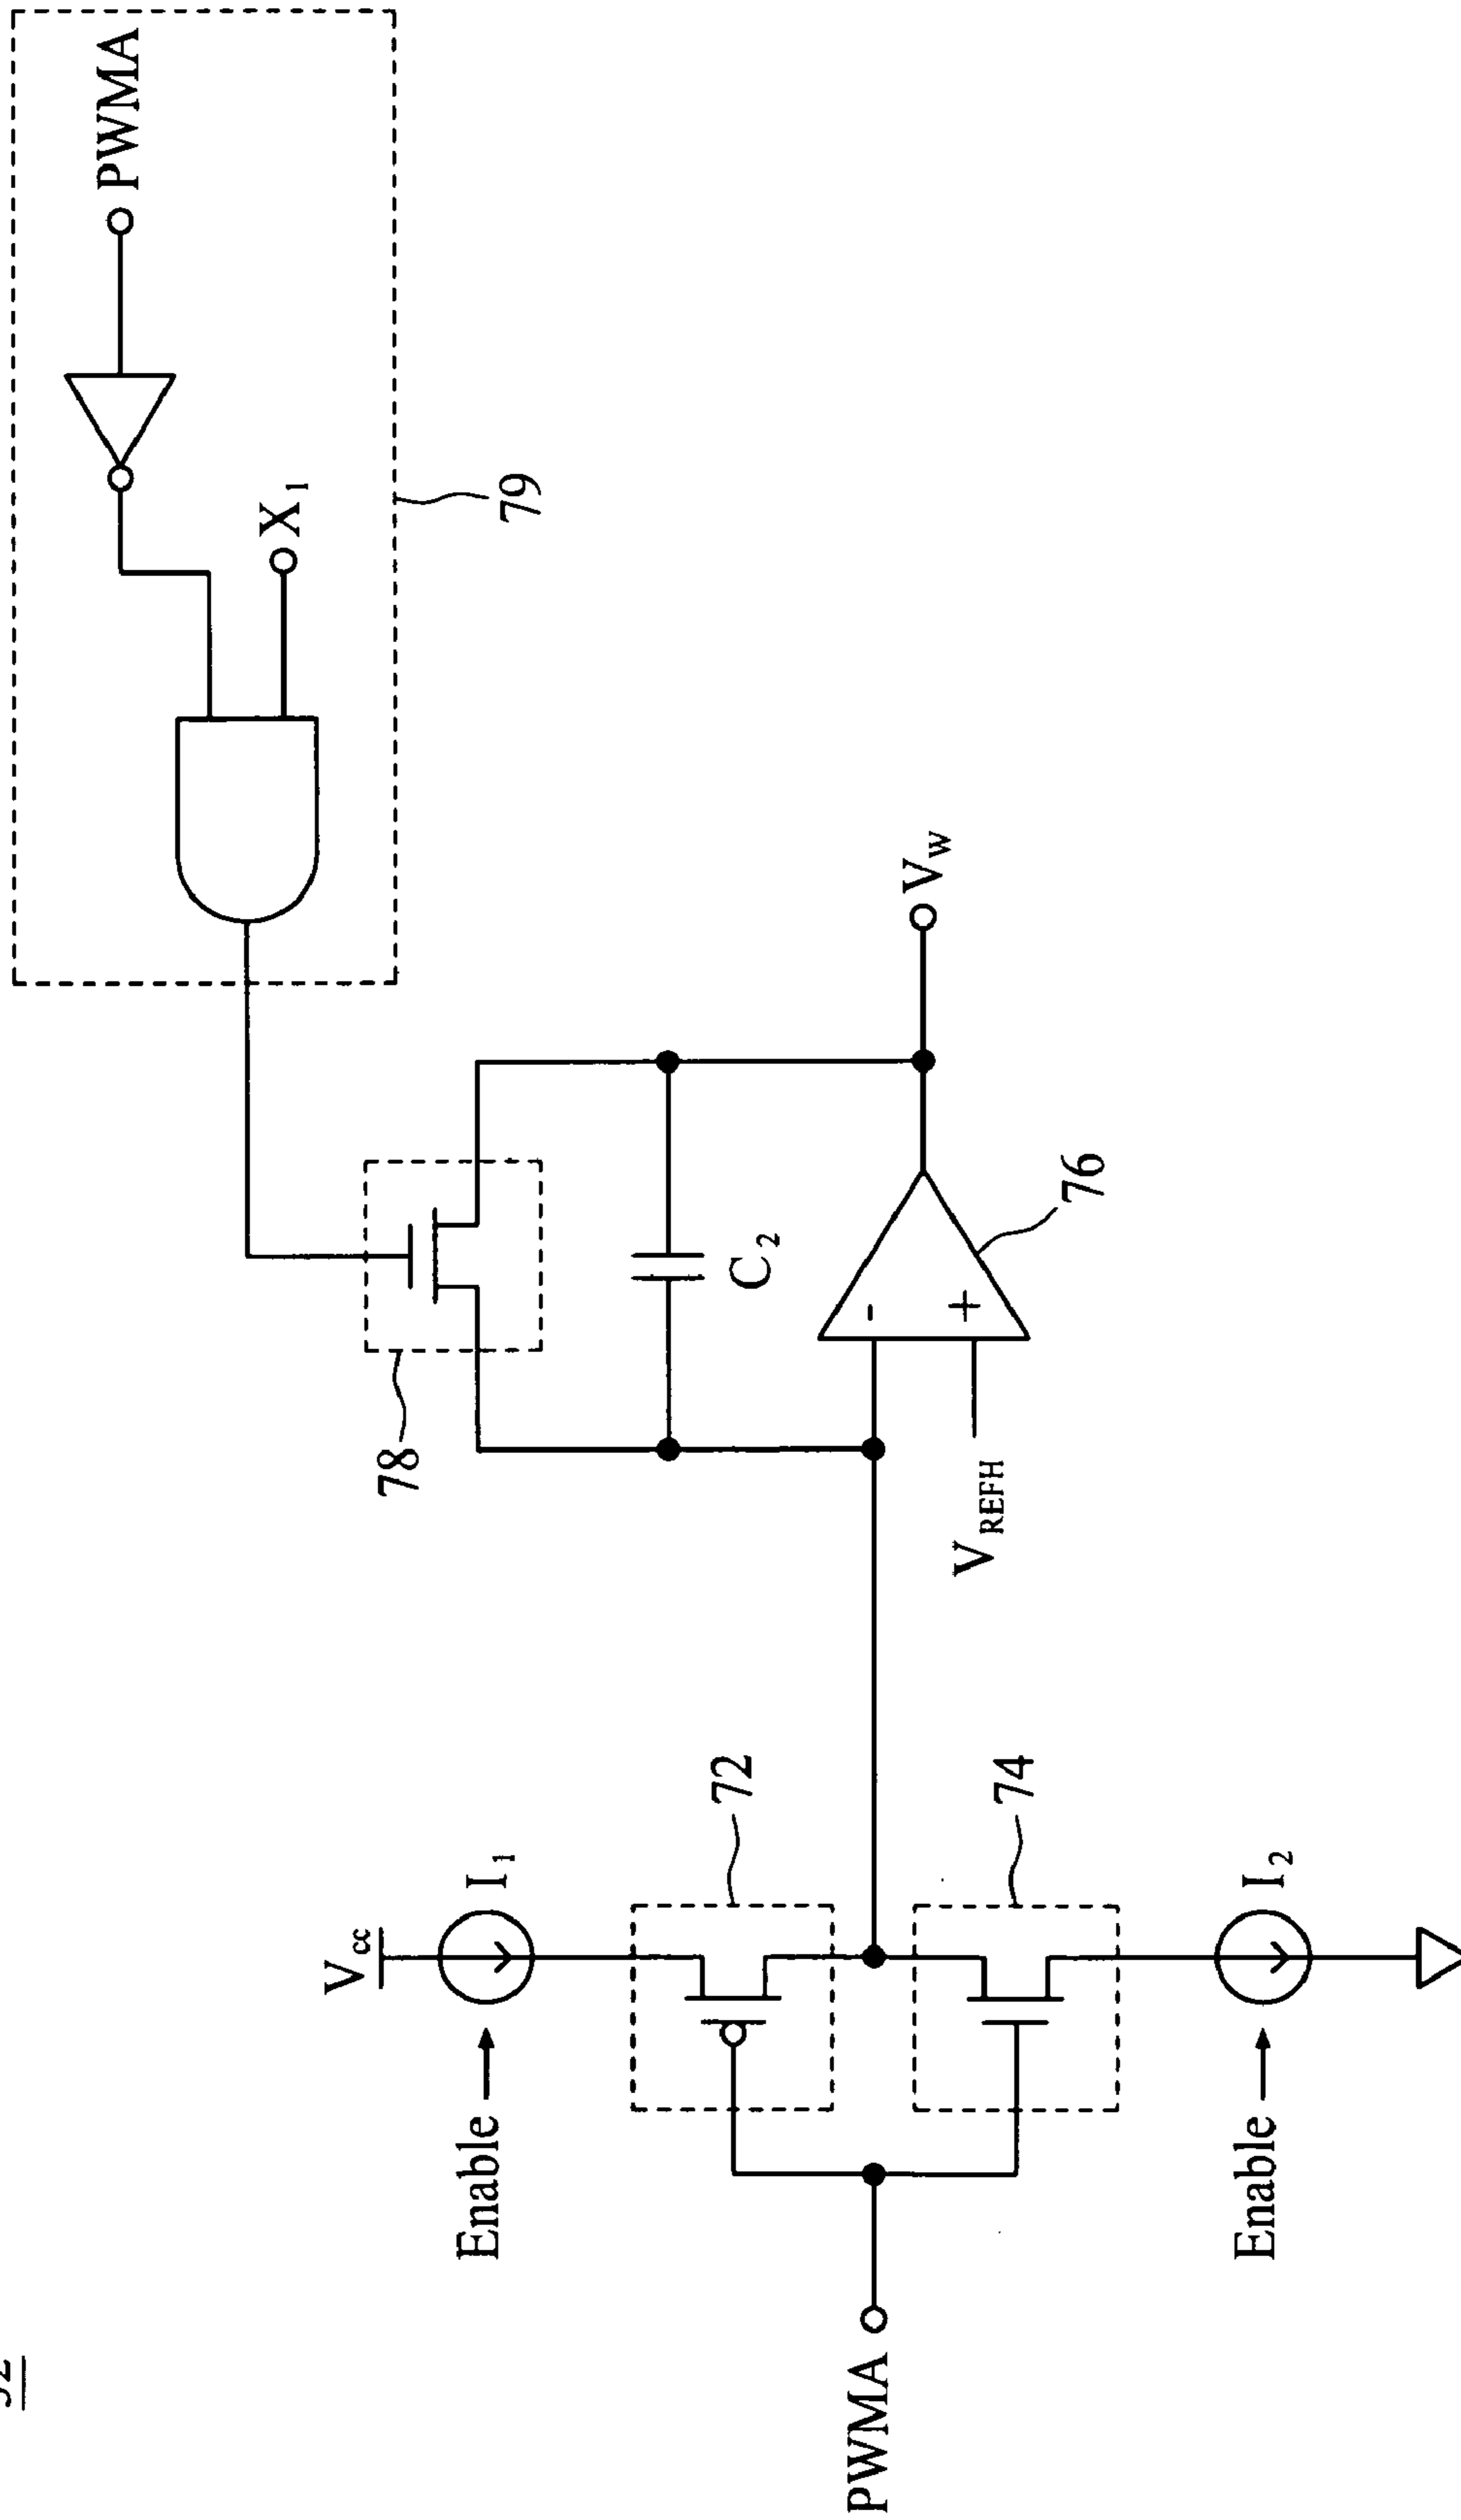 PWMA
X1
79
78
C2
VW
76
VREFH
Vcc
I1
Enable
72
74
PWMA
I2
Enable